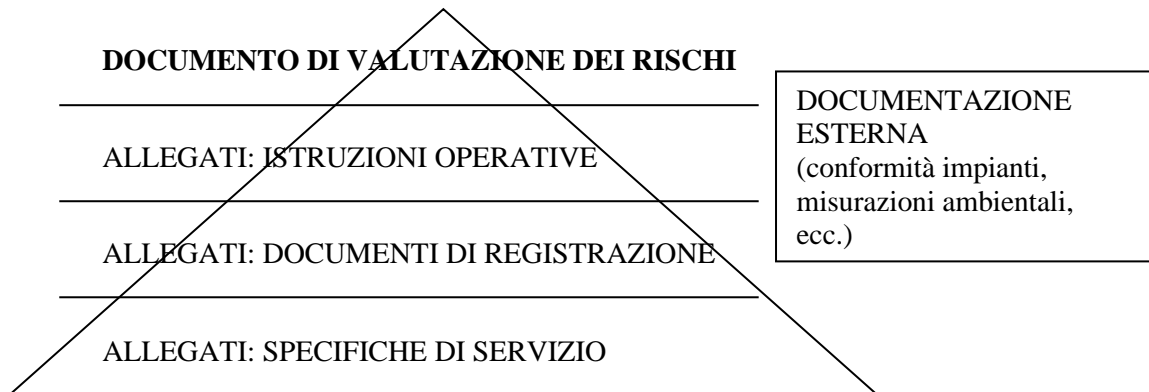 DOCUMENTO DI VALUTAZIONE DEI RISCHI
ALLEGATI: ISTRUZIONI OPERATIVE
ALLEGATI: DOCUMENTI DI REGISTRAZIONE
ALLEGATI: SPECIFICHE DI SERVIZIO
DOCUMENTAZIONE
ESTERNA
(conformità impianti,
misurazioni ambientali,
ecc.)